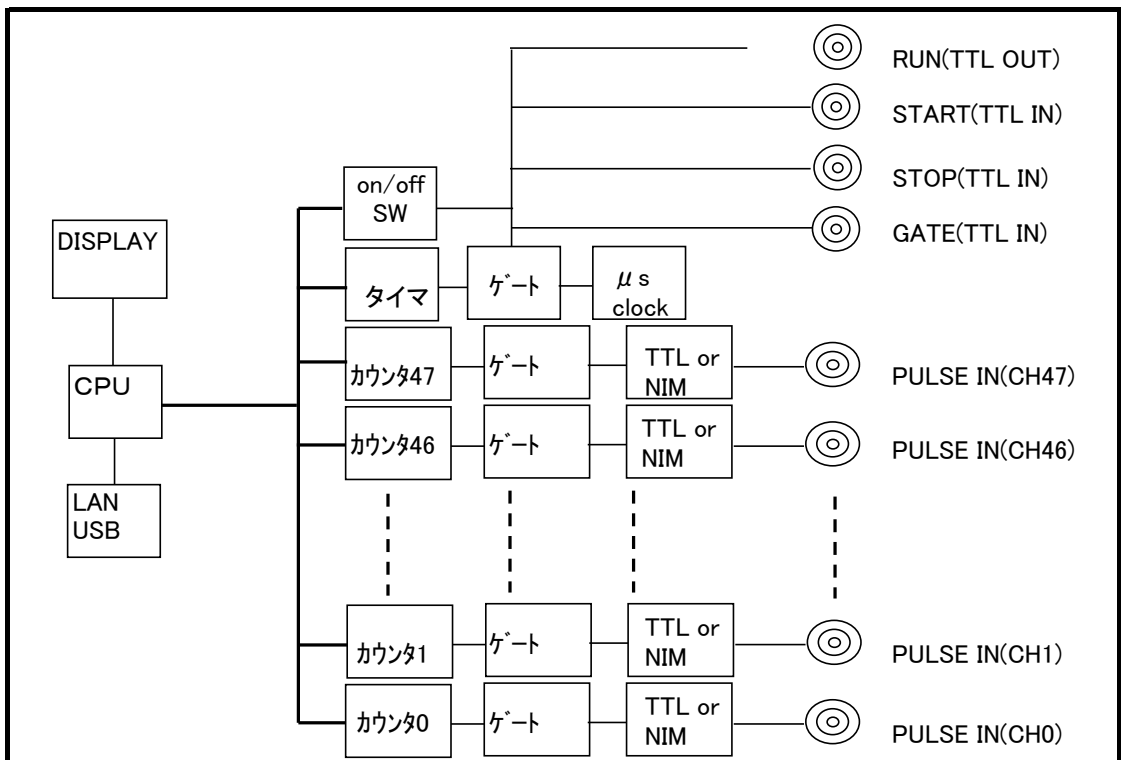 RUN(TTL OUT)
START(TTL IN)
on/off
SW
STOP(TTL IN)
DISPLAY
GATE(TTL IN)
タイマ
ゲート
μs
clock
カウンタ47
ゲート
TTL or
NIM
PULSE IN(CH47)
CPU
カウンタ46
ゲート
TTL or
NIM
PULSE IN(CH46)
LAN
USB
カウンタ1
ゲート
TTL or
NIM
PULSE IN(CH1)
カウンタ0
ゲート
TTL or
NIM
PULSE IN(CH0)